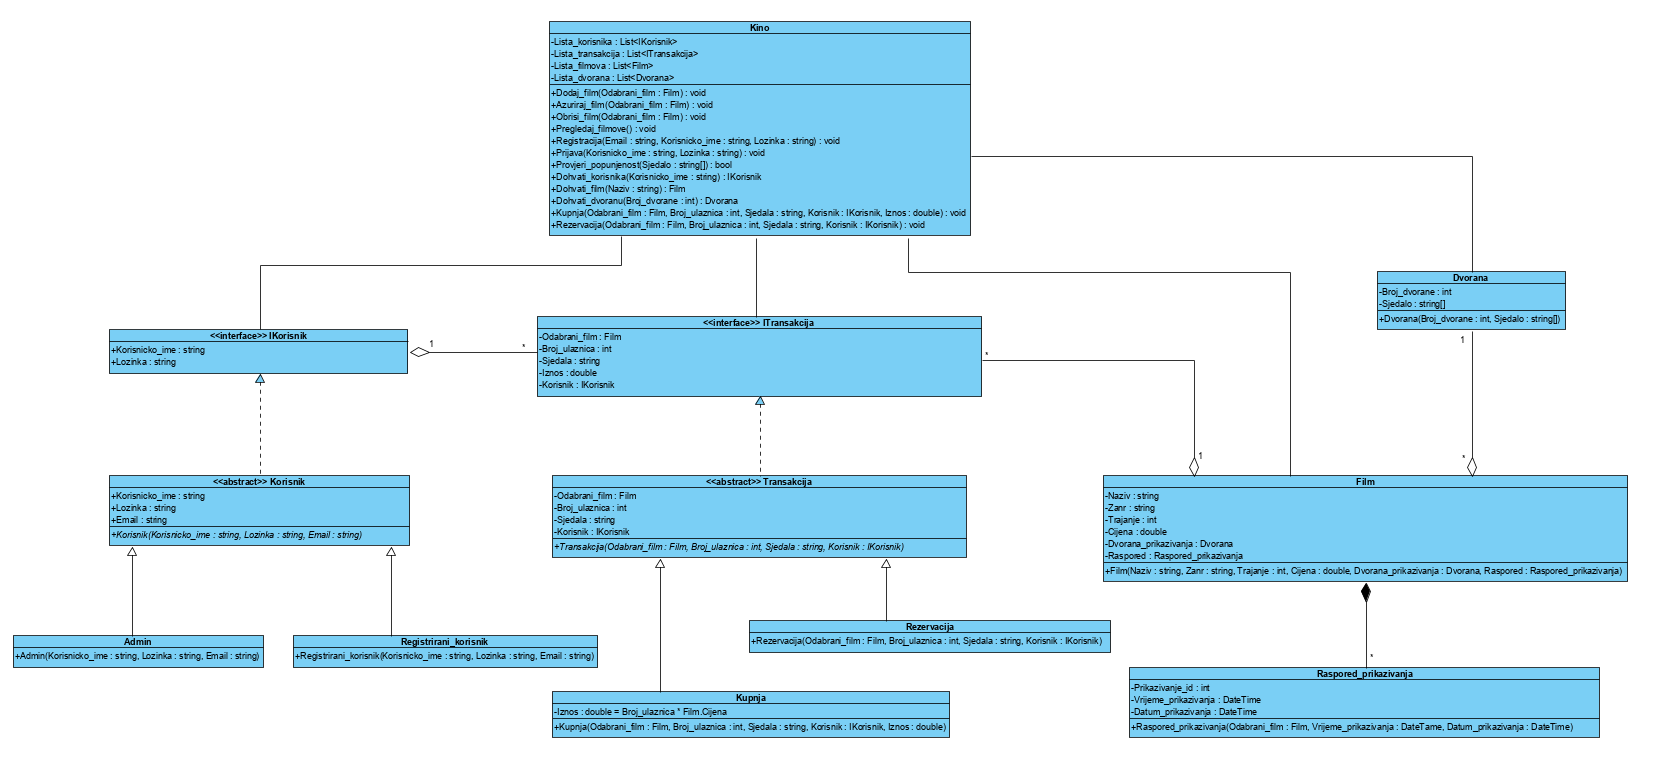 Kino
-Lista_korisnika : List<IKorisnik>
-Lista_transakcija : List<ITransakcija>
-Lista_filmova : List<Film>
-Lista_dvorana : List<Dvorana>
+Dodaj_film(Odabrani_film : Film) : void
+Azuriraj_film(Odabrani_film : Film) : void
+Obrisi_film(Odabrani_film : Film) : void
+Pregledaj_filmove() : void
+Registracija(Email : string, Korisnicko_ime : string, Lozinka : string) : void
+Prijava(Korisnicko_ime : string, Lozinka : string) : void
+Provjeri_popunjenost(Sjedalo : string[]) : bool
+Dohvati_korisnika(Korisnicko_ime : string) : IKorisnik
+Dohvati_film(Naziv : string) : Film
+Dohvati_dvoranu(Broj_dvorane : int) : Dvorana
+Kupnja(Odabrani_film : Film, Broj_ulaznica : int, Sjedala : string, Korisnik : IKorisnik, Iznos : double) : void
+Rezervacija(Odabrani_film : Film, Broj_ulaznica : int, Sjedala : string, Korisnik : IKorisnik) : void
Dvorana
-Broj_dvorane : int
-Sjedalo : string[]
+Dvorana(Broj_dvorane : int, Sjedalo : string[])
<<interface>> IKorisnik
+Korisnicko_ime : string
+Lozinka : string
1
*
<<interface>> ITransakcija
-Odabrani_film : Film
-Broj_ulaznica : int
-Sjedala : string
-Iznos : double
-Korisnik : IKorisnik
*
1
1
*
<<abstract>> Korisnik
+Korisnicko_ime : string
+Lozinka : string
+Email : string
+Korisnik(Korisnicko_ime : string, Lozinka : string, Email : string)
<<abstract>> Transakcija
-Odabrani_film : Film
-Broj_ulaznica : int
-Sjedala : string
-Korisnik : IKorisnik
+Transakcija(Odabrani_film : Film, Broj_ulaznica : int, Sjedala : string, Korisnik : IKorisnik)
Film
-Naziv : string
-Zanr : string
-Trajanje : int
-Cijena : double
-Dvorana_prikazivanja : Dvorana
-Raspored : Raspored_prikazivanja
+Film(Naziv : string, Zanr : string, Trajanje : int, Cijena : double, Dvorana_prikazivanja : Dvorana, Raspored : Raspored_prikazivanja)
Admin
+Admin(Korisnicko_ime : string, Lozinka : string, Email : string)
Registrirani_korisnik
+Registrirani_korisnik(Korisnicko_ime : string, Lozinka : string, Email : string)
Rezervacija
+Rezervacija(Odabrani_film : Film, Broj_ulaznica : int, Sjedala : string, Korisnik : IKorisnik)
Kupnja
-Iznos : double = Broj_ulaznica * Film.Cijena
+Kupnja(Odabrani_film : Film, Broj_ulaznica : int, Sjedala : string, Korisnik : IKorisnik, Iznos : double)
*
Raspored_prikazivanja
-Prikazivanje_id : int
-Vrijeme_prikazivanja : DateTime
-Datum_prikazivanja : DateTime
+Raspored_prikazivanja(Odabrani_film : Film, Vrijeme_prikazivanja : DateTame, Datum_prikazivanja : DateTime)